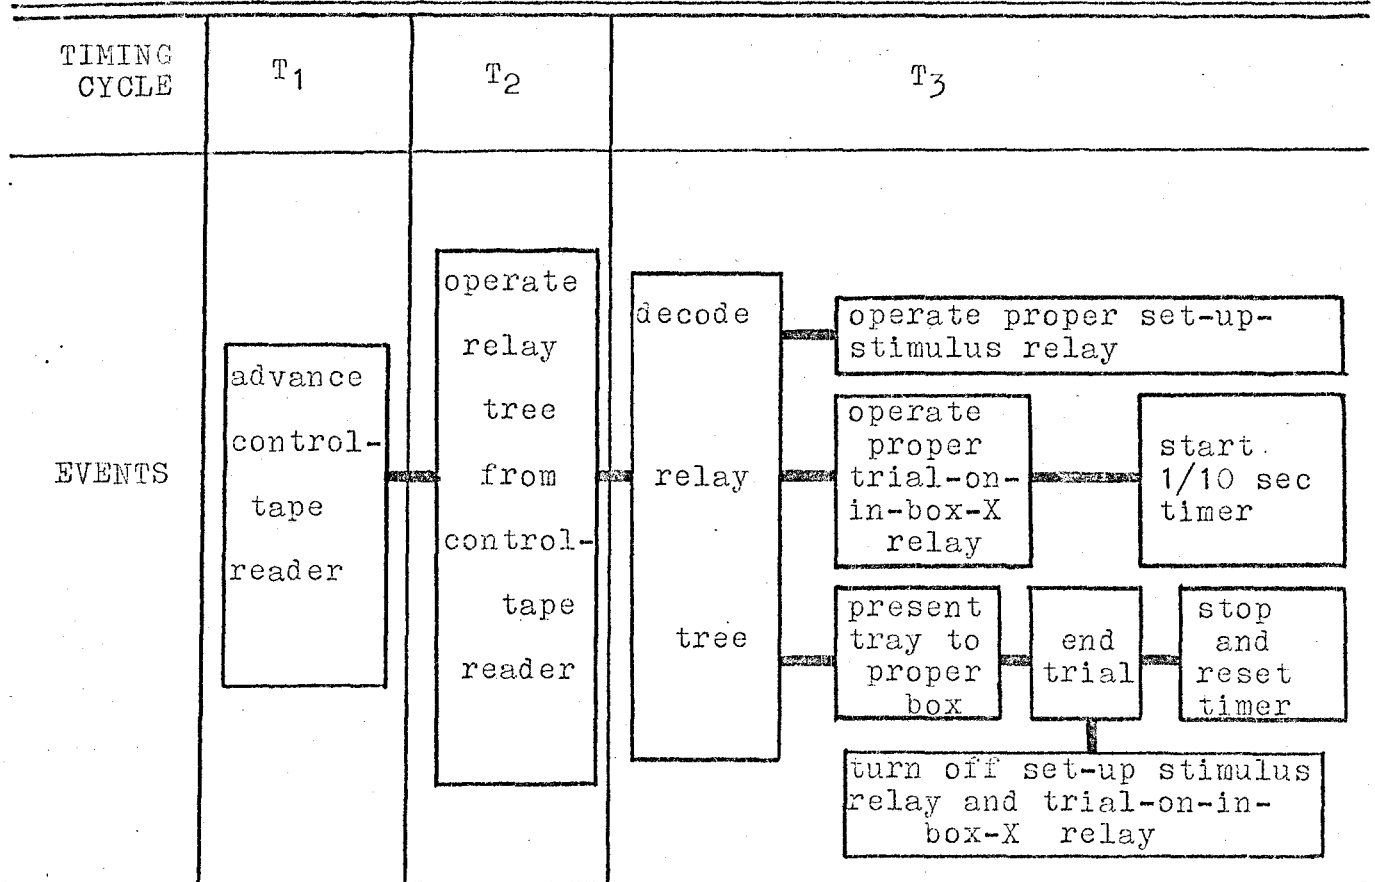 TIMING
CYCLE
T1
T2
T3
EVENTS
advance
control-
tape
reader
operate
relay
tree
from
control-
tape
reader
decode
relay
tree
operate proper set-up-
stimulus relay
operate
proper
trial-on-
in-box-X
relay
start
1/10 sec
timer
present
tray to
proper
box
end
trial
stop
and
reset
timer
turn off set-up stimulus
relay and trial-on-in-
box-X relay